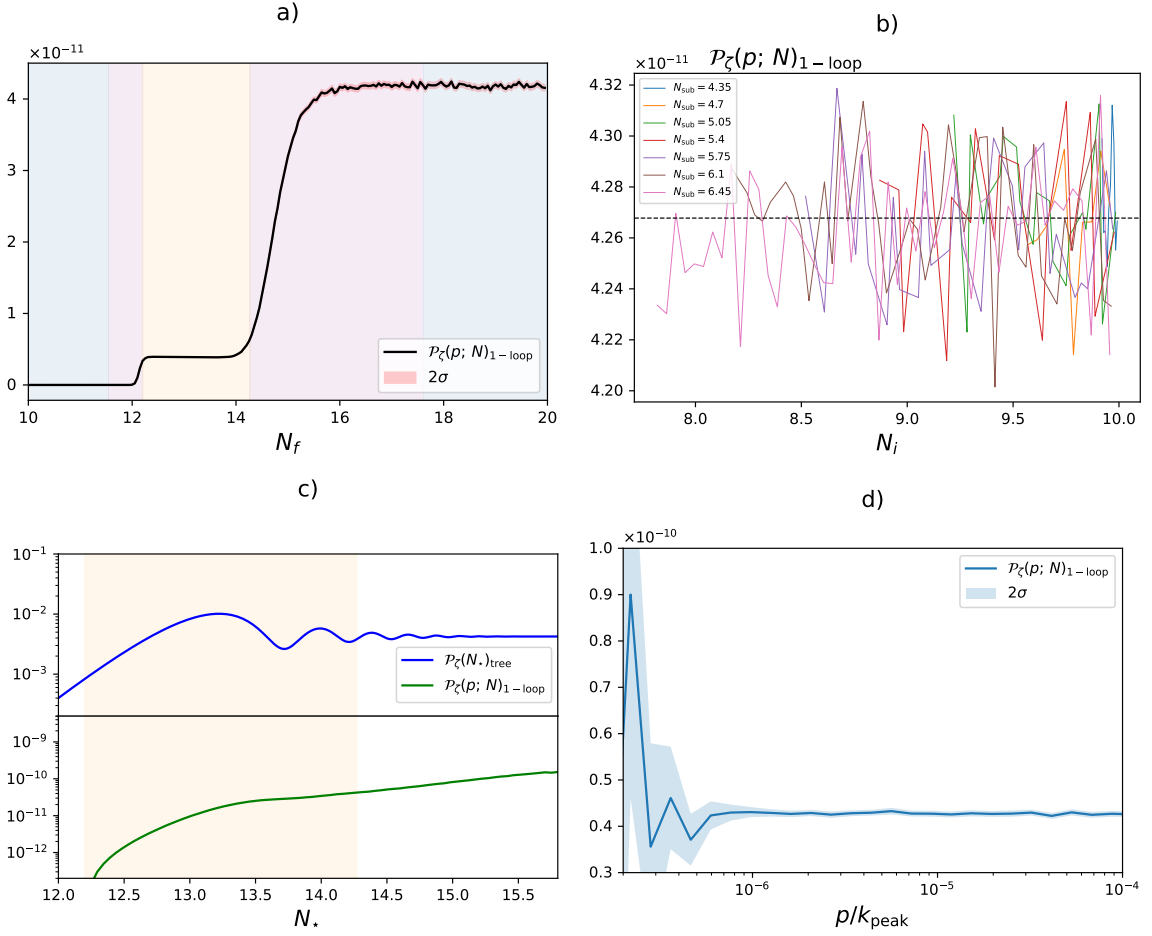 a)
×10⁻¹¹
4
3
2
1
0
10 12 14 16 18 20
N_f
𝒫_ζ(p; N)_{1−loop}
2σ
b)
×10⁻¹¹ 𝒫_ζ(p; N)_{1−loop}
4.32
4.30
4.28
4.26
4.24
4.22
4.20
N_sub = 4.35
N_sub = 4.7
N_sub = 5.05
N_sub = 5.4
N_sub = 5.75
N_sub = 6.1
N_sub = 6.45
8.0 8.5 9.0 9.5 10.0
N_i
c)
10⁻¹
10⁻²
10⁻³
𝒫_ζ(N⋆)_tree
𝒫_ζ(p; N)_{1−loop}
10⁻⁹
10⁻¹⁰
10⁻¹¹
10⁻¹²
12.0 12.5 13.0 13.5 14.0 14.5 15.0 15.5
N⋆
d)
×10⁻¹⁰
1.0
0.9
0.8
0.7
0.6
0.5
0.4
0.3
𝒫_ζ(p; N)_{1−loop}
2σ
10⁻⁶ 10⁻⁵ 10⁻⁴
p/k_peak